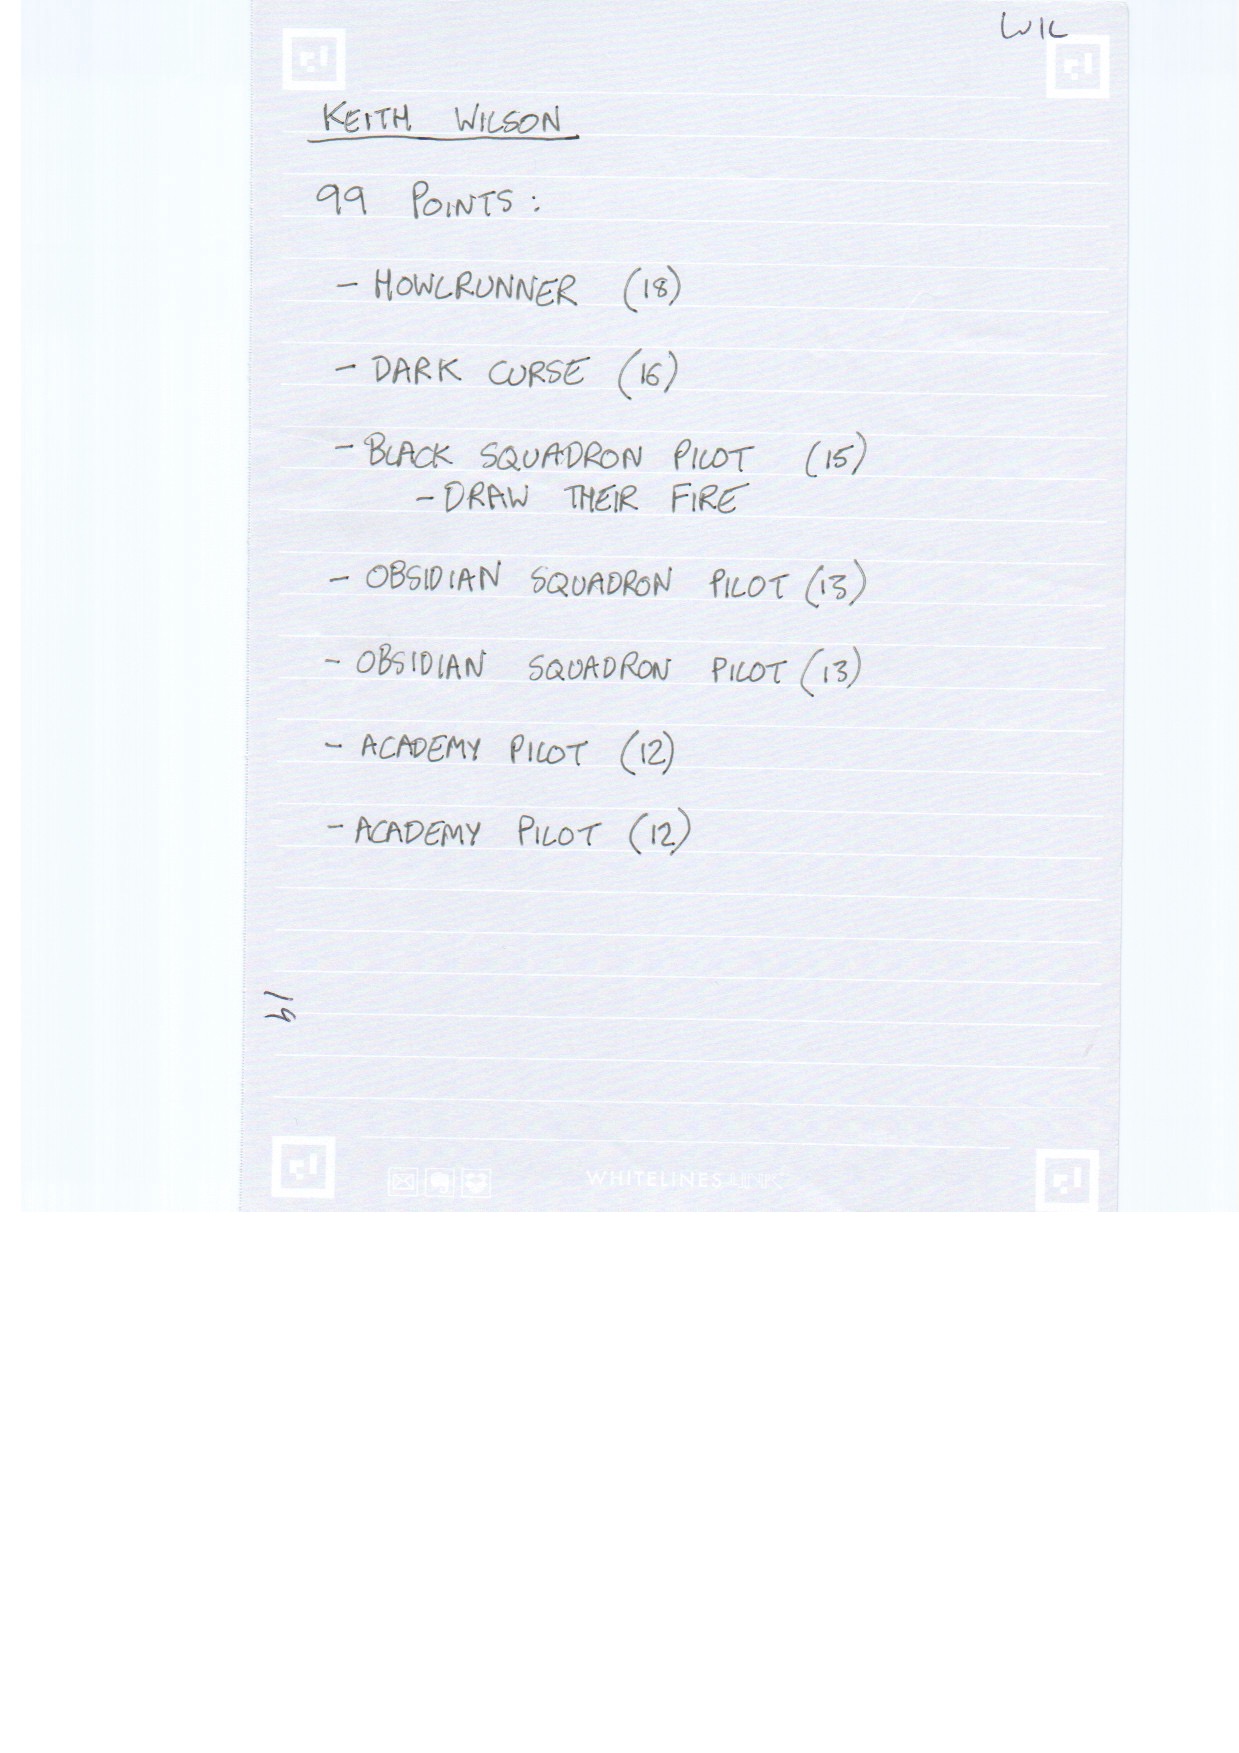 WIL
KEITH WILSON
99 POINTS:
- HOWLRUNNER (18)
- DARK CURSE (16)
- BLACK SQUADRON PILOT (15)
- DRAW THEIR FIRE
- OBSIDIAN SQUADRON PILOT (13)
- OBSIDIAN SQUADRON PILOT (13)
- ACADEMY PILOT (12)
- ACADEMY PILOT (12)
19
WHITELINES LINK